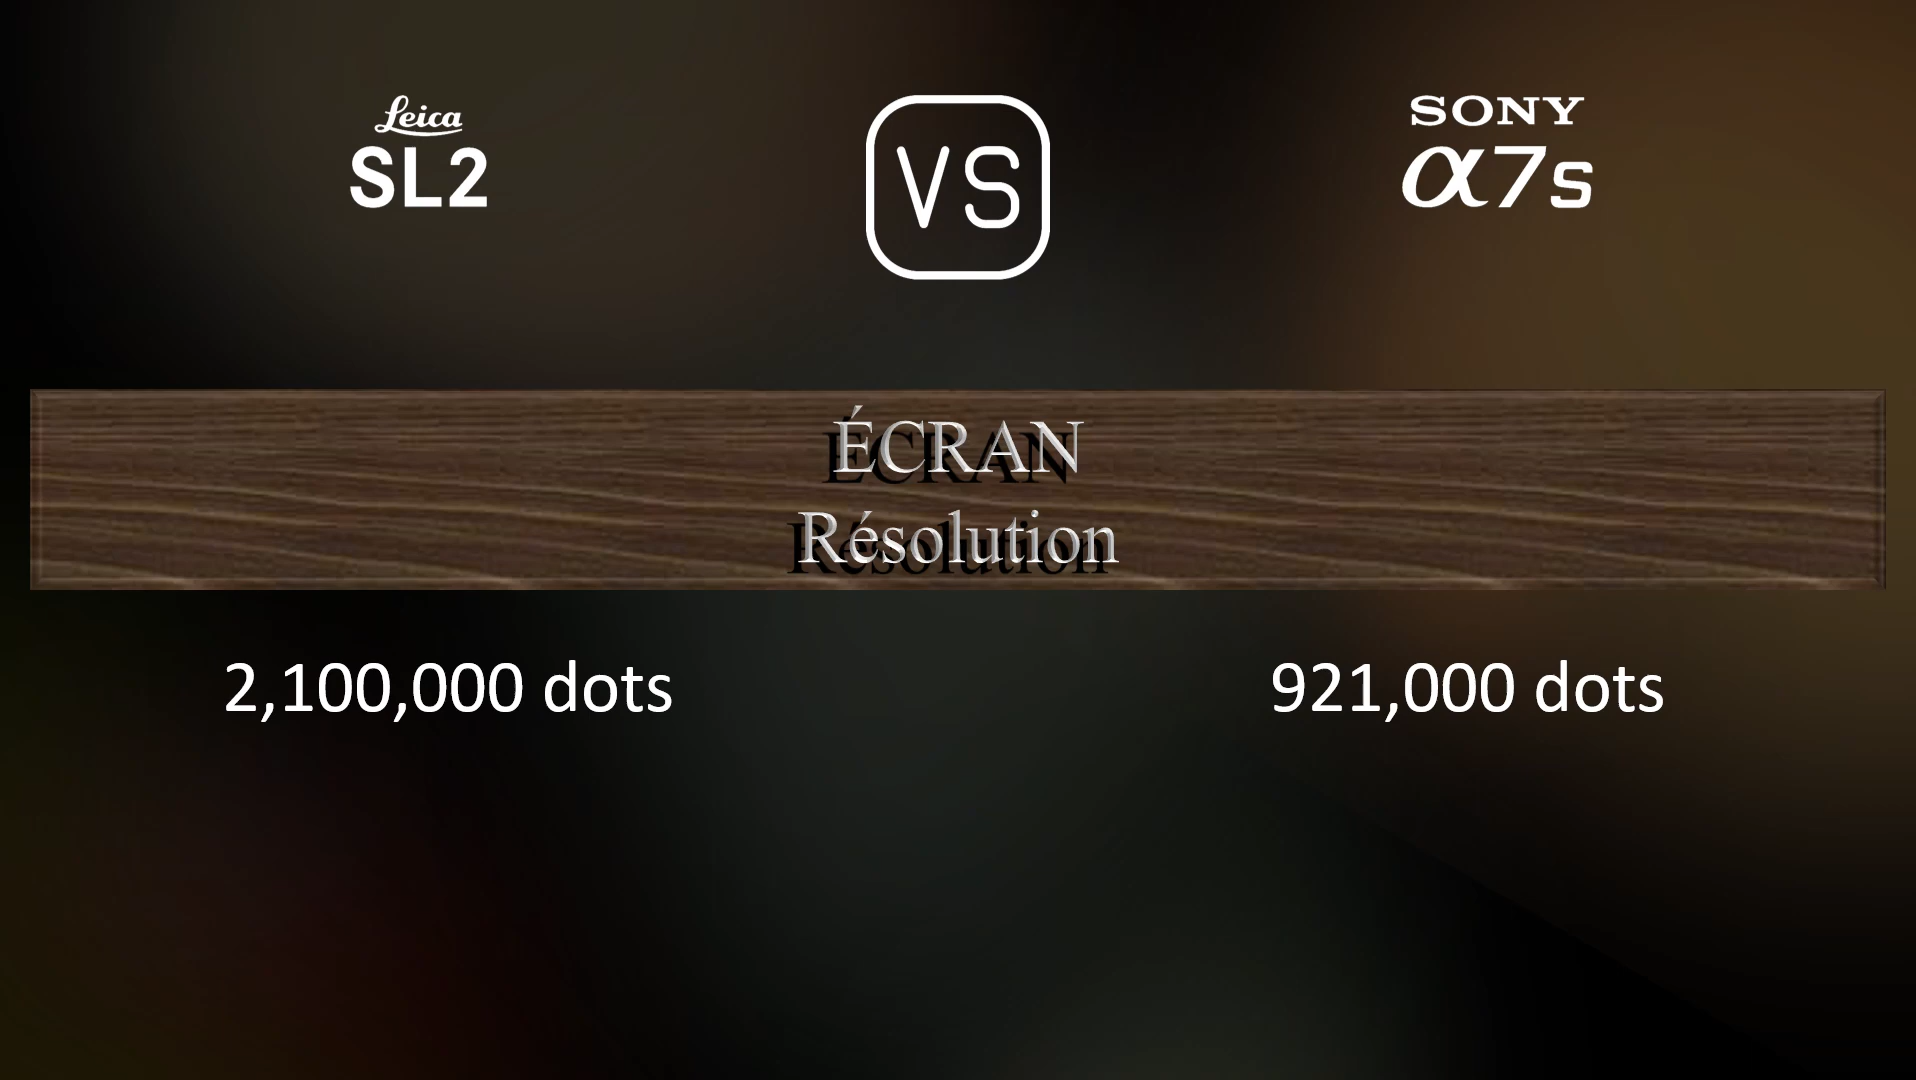 Leica
SL2
VS
SONY
α7s
ÉCRAN
Résolution
2,100,000 dots
921,000 dots